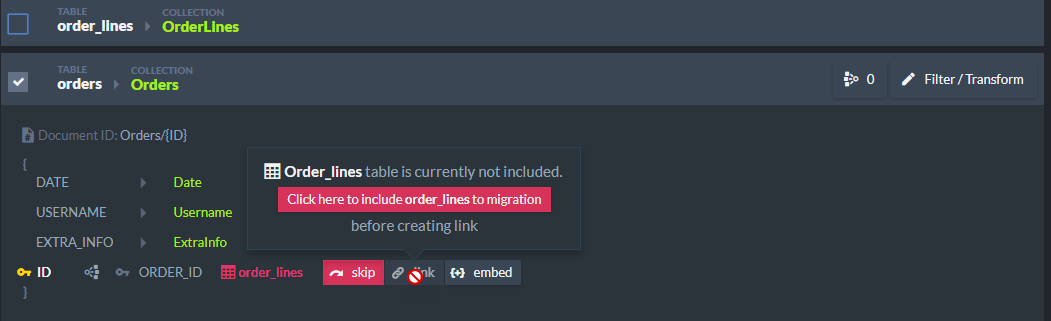 TABLE COLLECTION
order_lines OrderLines
TABLE COLLECTION
orders Orders 0 Filter / Transform
Document ID: Orders/{ID}
{
Order_lines table is currently not included.
DATE Date
Click here to include order_lines to migration
USERNAME Username
before creating link
EXTRA_INFO ExtraInfo
ID ORDER_ID order_lines skip link embed
}